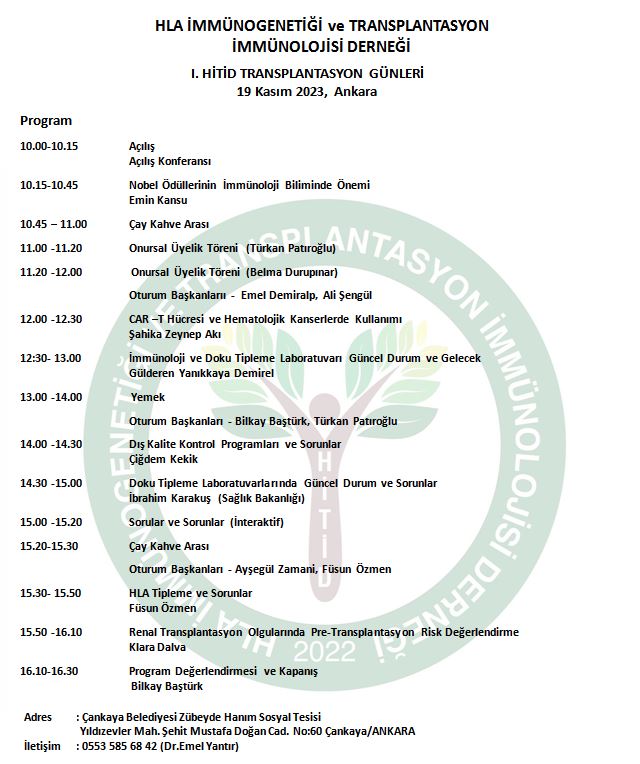 HLA İMMÜNOGENETİĞİ ve TRANSPLANTASYON
İMMÜNOLOJİSİ DERNEĞİ
I. HİTİD TRANSPLANTASYON GÜNLERİ
19 Kasım 2023, Ankara
Program
10.00-10.15 Açılış
Açılış Konferansı
10.15-10.45 Nobel Ödüllerinin İmmünoloji Biliminde Önemi
Emin Kansu
10.45 – 11.00 Çay Kahve Arası
11.00 -11.20 Onursal Üyelik Töreni (Türkan Patıroğlu)
11.20 -12.00 Onursal Üyelik Töreni (Belma Durupınar)
Oturum Başkanlarıı - Emel Demiralp, Ali Şengül
12.00 -12.30 CAR –T Hücresi ve Hematolojik Kanserlerde Kullanımı
Şahika Zeynep Akı
12:30- 13.00 İmmünoloji ve Doku Tipleme Laboratuvarı Güncel Durum ve Gelecek
Gülderen Yanıkkaya Demirel
13.00 -14.00 Yemek
Oturum Başkanları - Bilkay Baştürk, Türkan Patıroğlu
14.00 -14.30 Dış Kalite Kontrol Programları ve Sorunlar
Çiğdem Kekik
14.30 -15.00 Doku Tipleme Laboratuvarlarında Güncel Durum ve Sorunlar
İbrahim Karakuş (Sağlık Bakanlığı)
15.00 -15.20 Sorular ve Sorunlar (İnteraktif)
15.20-15.30 Çay Kahve Arası
Oturum Başkanları - Ayşegül Zamani, Füsun Özmen
15.30- 15.50 HLA Tipleme ve Sorunlar
Füsun Özmen
15.50 -16.10 Renal Transplantasyon Olgularında Pre-Transplantasyon Risk Değerlendirme
Klara Dalva
16.10-16.30 Program Değerlendirmesi ve Kapanış
Bilkay Baştürk
Adres : Çankaya Belediyesi Zübeyde Hanım Sosyal Tesisi
Yıldızevler Mah. Şehit Mustafa Doğan Cad. No:60 Çankaya/ANKARA
İletişim : 0553 585 68 42 (Dr.Emel Yantır)
HLA İMMÜNOGENETİĞİ VE TRANSPLANTASYON İMMÜNOLOJİSİ DERNEĞİ
HİTİD
2022